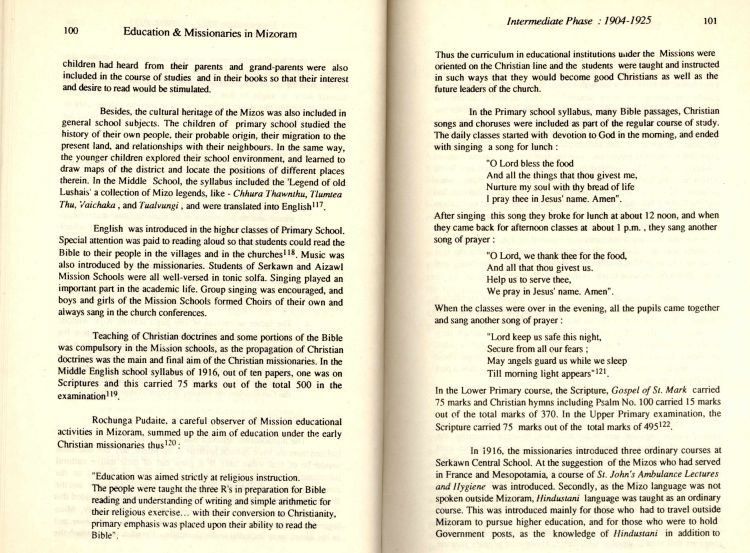 100 Education & Missionaries in Mizoram
children had heard from their parents and grand-parents were also
included in the course of studies and in their books so that their interest
and desire to read would be stimulated.
Besides, the cultural heritage of the Mizos was also included in
general school subjects. The children of primary school studied the
history of their own people, their probable origin, their migration to the
present land, and relationships with their neighbours. In the same way,
the younger children explored their school environment, and learned to
draw maps of the district and locate the positions of different places
therein. In the Middle School, the syllabus included the 'Legend of old
Lushais' a collection of Mizo legends, like - Chhura Thawnthu, Tlumtea
Thu, Vaichaka , and Tualvungi , and were translated into English117.
English was introduced in the higher classes of Primary School.
Special attention was paid to reading aloud so that students could read the
Bible to their people in the villages and in the churches118. Music was
also introduced by the missionaries. Students of Serkawn and Aizawl
Mission Schools were all well-versed in tonic solfa. Singing played an
important part in the academic life. Group singing was encouraged, and
boys and girls of the Mission Schools formed Choirs of their own and
always sang in the church conferences.
Teaching of Christian doctrines and some portions of the Bible
was compulsory in the Mission schools, as the propagation of Christian
doctrines was the main and final aim of the Christian missionaries. In the
Middle English school syllabus of 1916, out of ten papers, one was on
Scriptures and this carried 75 marks out of the total 500 in the
examination119.
Rochunga Pudaite, a careful observer of Mission educational
activities in Mizoram, summed up the aim of education under the early
Christian missionaries thus120 :
"Education was aimed strictly at religious instruction.
The people were taught the three R's in preparation for Bible
reading and understanding of writing and simple arithmetic for
their religious exercise... with their conversion to Christianity,
primary emphasis was placed upon their ability to read the
Bible".
Intermediate Phase : 1904-1925 101
Thus the curriculum in educational institutions under the Missions were
oriented on the Christian line and the students were taught and instructed
in such ways that they would become good Christians as well as the
future leaders of the church.
In the Primary school syllabus, many Bible passages, Christian
songs and choruses were included as part of the regular course of study.
The daily classes started with devotion to God in the morning, and ended
with singing a song for lunch :
"O Lord bless the food
And all the things that thou givest me,
Nurture my soul with thy bread of life
I pray thee in Jesus' name. Amen".
After singing this song they broke for lunch at about 12 noon, and when
they came back for afternoon classes at about 1 p.m. , they sang another
song of prayer :
"O Lord, we thank thee for the food,
And all that thou givest us.
Help us to serve thee,
We pray in Jesus' name. Amen".
When the classes were over in the evening, all the pupils came together
and sang another song of prayer :
"Lord keep us safe this night,
Secure from all our fears ;
May angels guard us while we sleep
Till morning light appears"121.
In the Lower Primary course, the Scripture, Gospel of St. Mark carried
75 marks and Christian hymns including Psalm No. 100 carried 15 marks
out of the total marks of 370. In the Upper Primary examination, the
Scripture carried 75 marks out of the total marks of 495122.
In 1916, the missionaries introduced three ordinary courses at
Serkawn Central School. At the suggestion of the Mizos who had served
in France and Mesopotamia, a course of St. John's Ambulance Lectures
and Hygiene was introduced. Secondly, as the Mizo language was not
spoken outside Mizoram, Hindustani language was taught as an ordinary
course. This was introduced mainly for those who had to travel outside
Mizoram to pursue higher education, and for those who were to hold
Government posts, as the knowledge of Hindustani in addition to